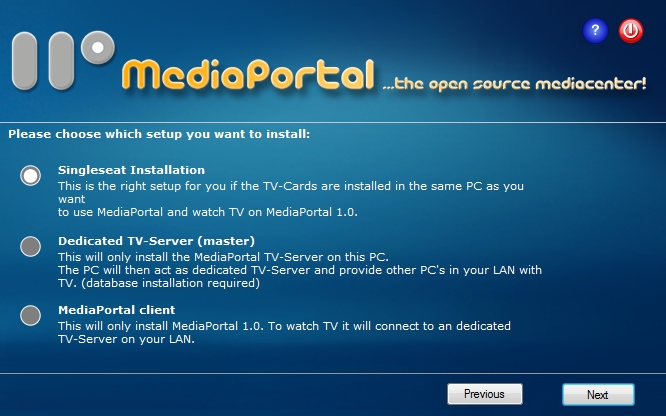 ?
MediaPortal ...the open source mediacenter!
Please choose which setup you want to install:
Singleseat Installation
This is the right setup for you if the TV-Cards are installed in the same PC as you
want
to use MediaPortal and watch TV on MediaPortal 1.0.
Dedicated TV-Server (master)
This will only install the MediaPortal TV-Server on this PC.
The PC will then act as dedicated TV-Server and provide other PC's in your LAN with
TV. (database installation required)
MediaPortal client
This will only install MediaPortal 1.0. To watch TV it will connect to an dedicated
TV-Server on your LAN.
Previous
Next